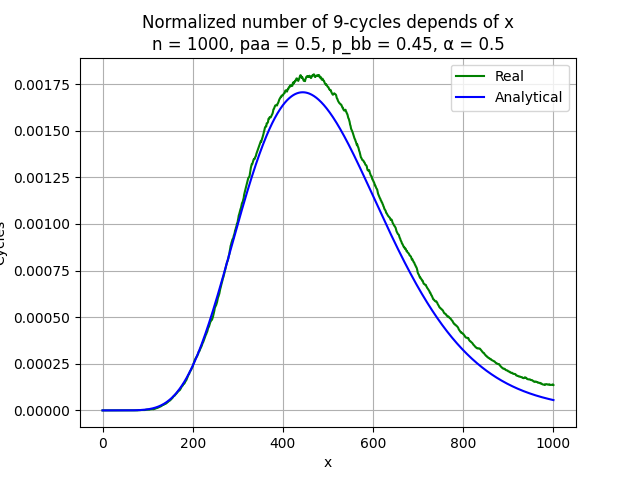 Normalized number of 9-cycles depends of x
n = 1000, paa = 0.5, p_bb = 0.45, α = 0.5
Real
Analytical
0.00175
0.00150
0.00125
0.00100
0.00075
0.00050
0.00025
0.00000
Cycles
0 200 400 600 800 1000
x